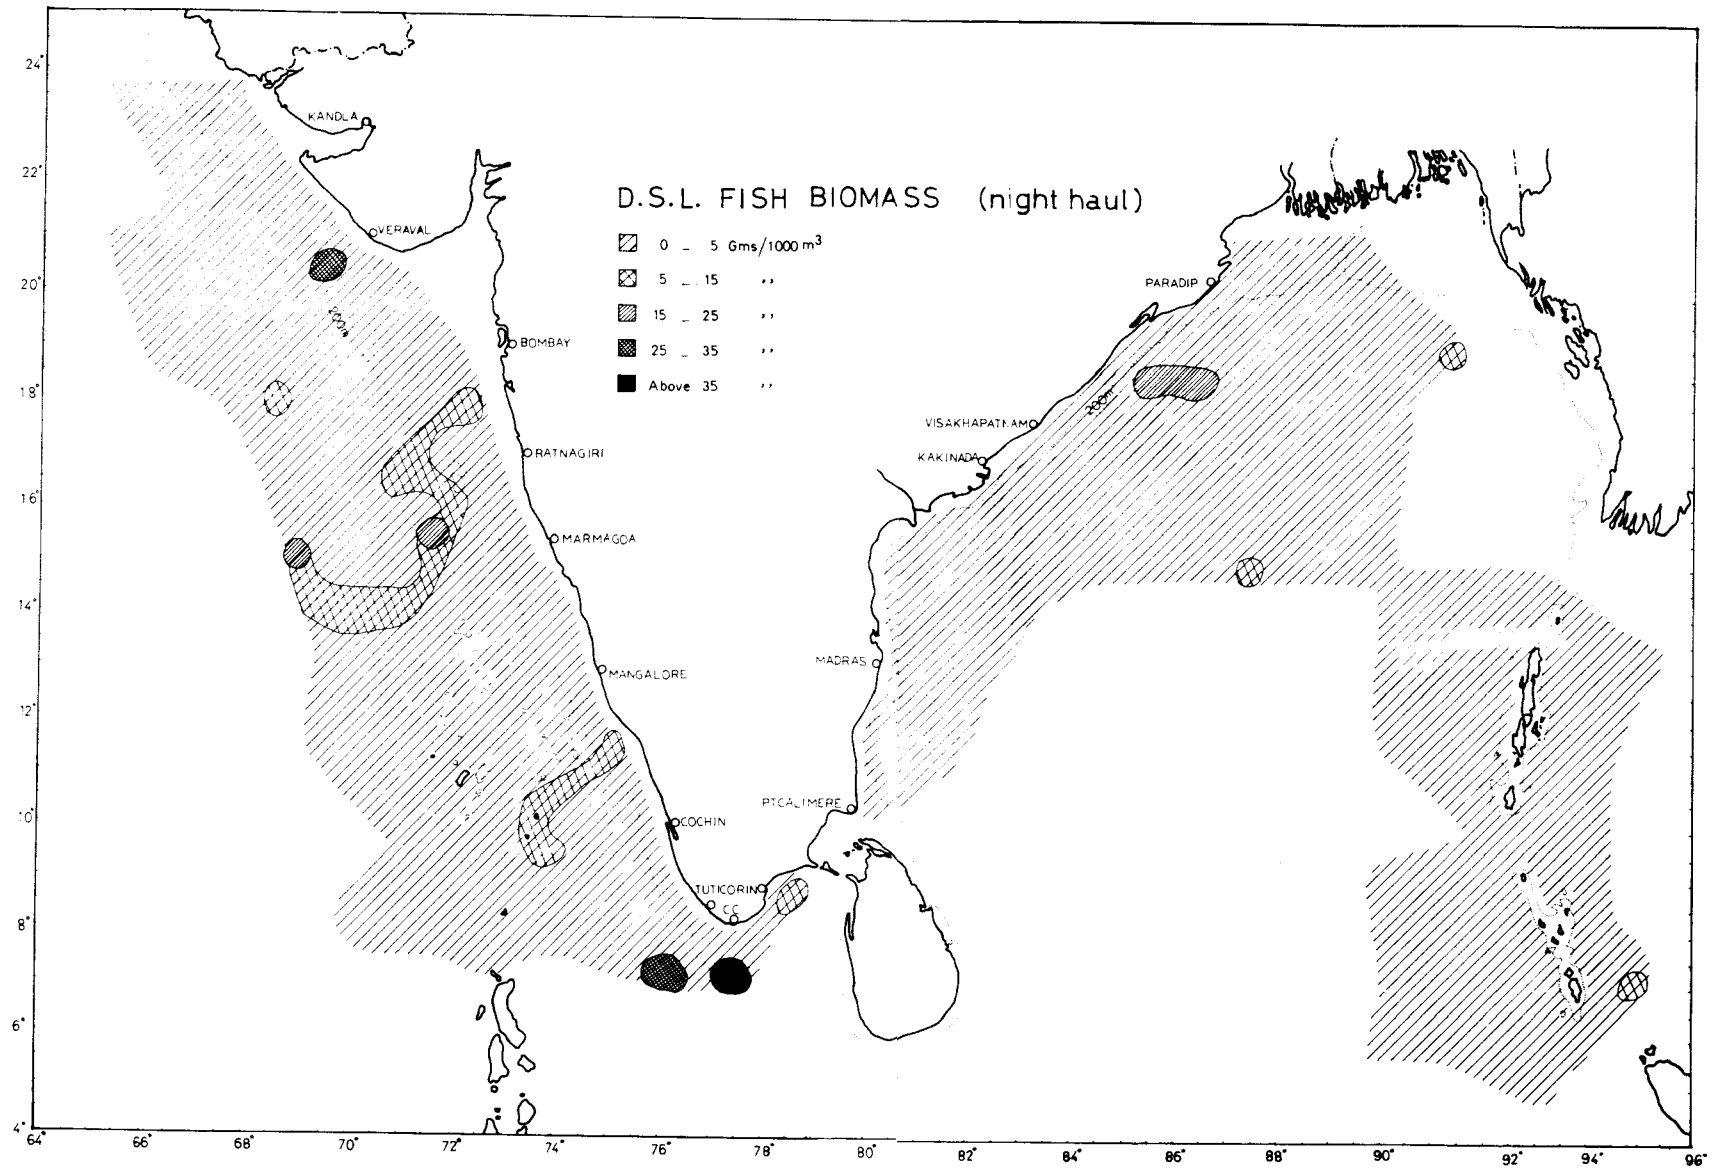 24°
KANDLA
22°
D.S.L. FISH BIOMASS (night haul)
VERAVAL
0 - 5 Gms/1000 m³
5 - 15 ,,
20°
PARADIP
200m
15 - 25 ,,
BOMBAY
25 - 35 ,,
18°
Above 35 ,,
200m
VISAKHAPATNAM
RATNAGIRI
KAKINADA
16°
MARMAGOA
14°
MADRAS
MANGALORE
12°
10°
PTCALIMERE
COCHIN
TUTICORIN
8°
CC
6°
4°
64° 66° 68° 70° 72° 74° 76° 78° 80° 82° 84° 86° 88° 90° 92° 94° 96°